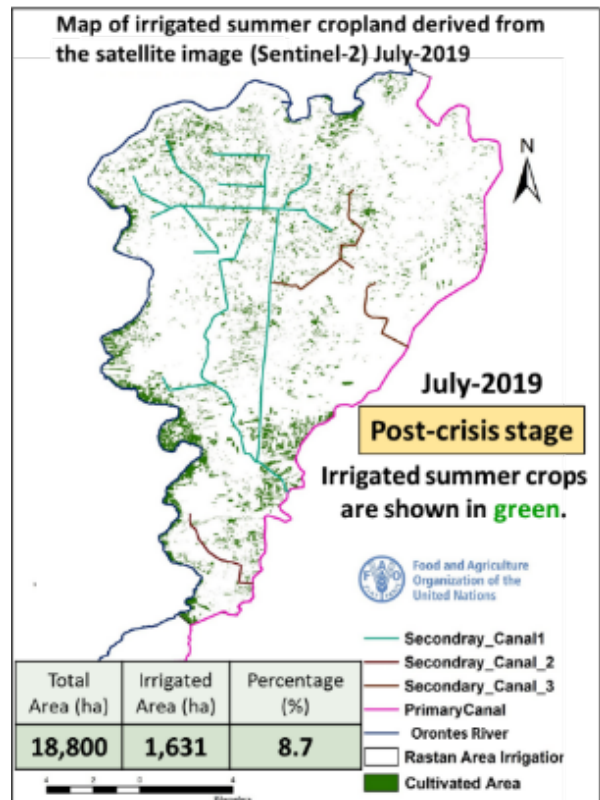 Map of irrigated summer cropland derived from
the satellite image (Sentinel-2) July-2019
N
July-2019
Post-crisis stage
Irrigated summer crops
are shown in green.
FAO
Food and Agriculture
Organization of the
United Nations
Secondray_Canal1
Secondray_Canal_2
Secondary_Canal_3
PrimaryCanal
Orontes River
Rastan Area Irrigation
Cultivated Area
Total Area (ha) Irrigated Area (ha) Percentage (%)
18,800 1,631 8.7
4 2 0 4